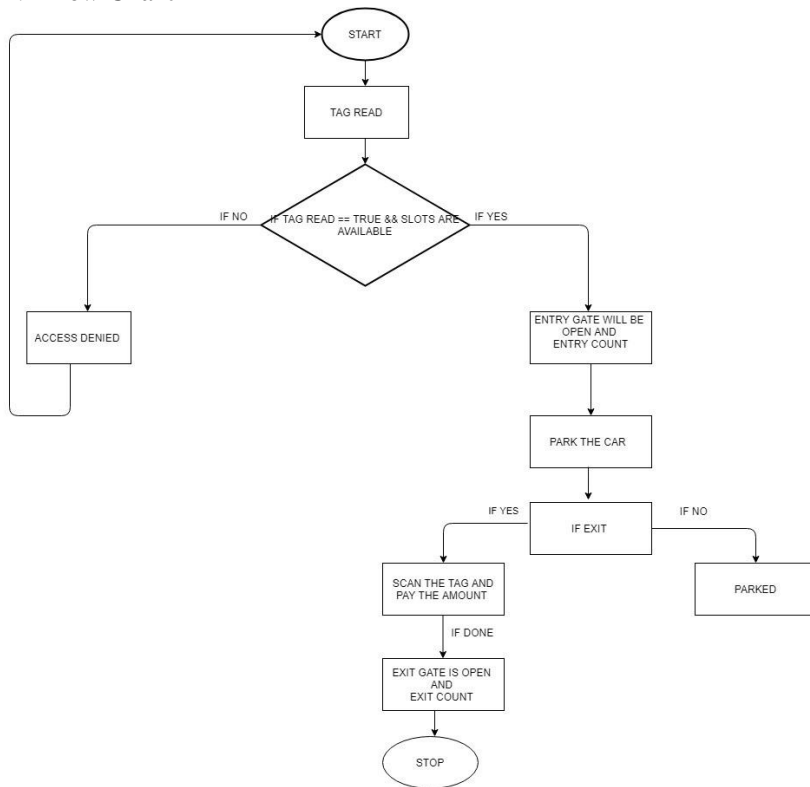 START
TAG READ
IF NO
IF TAG READ == TRUE && SLOTS ARE
AVAILABLE
IF YES
ACCESS DENIED
ENTRY GATE WILL BE
OPEN AND
ENTRY COUNT
PARK THE CAR
IF YES
IF EXIT
IF NO
SCAN THE TAG AND
PAY THE AMOUNT
PARKED
IF DONE
EXIT GATE IS OPEN
AND
EXIT COUNT
STOP